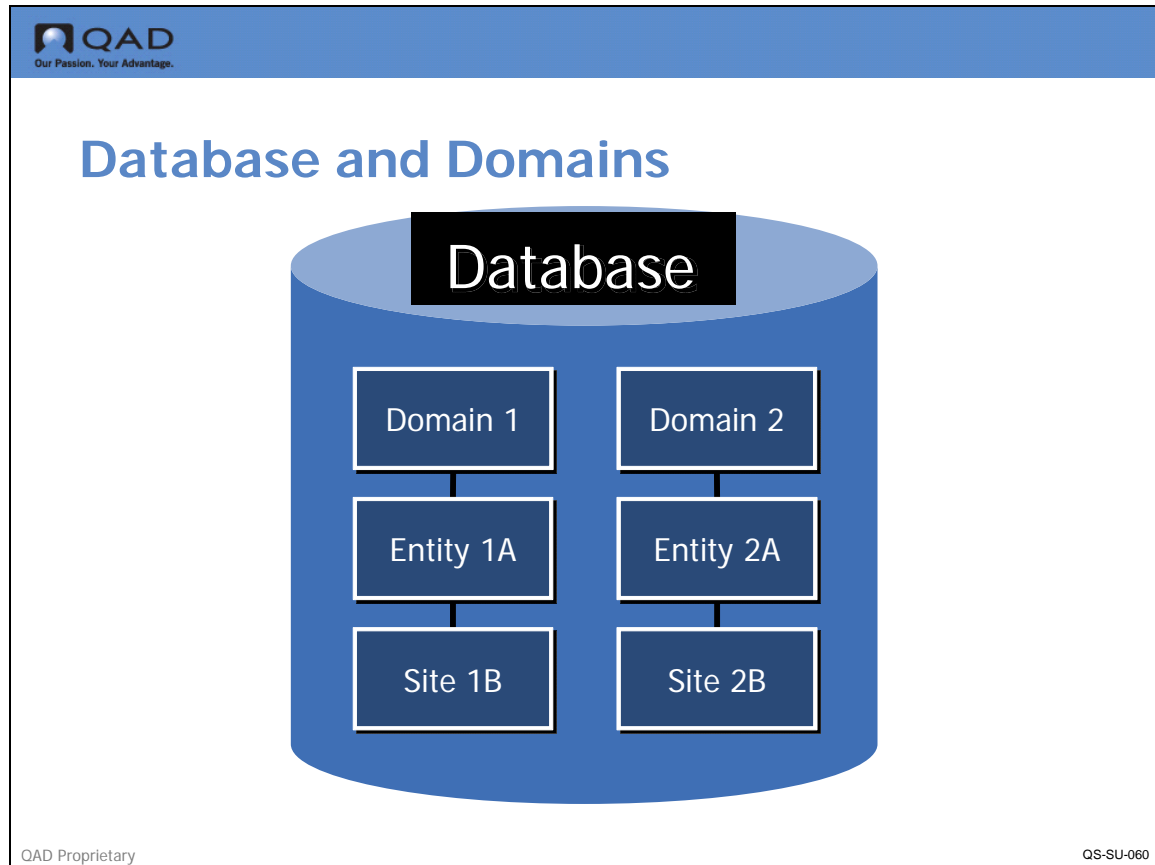 QAD
Our Passion. Your Advantage.
Database and Domains
Database
Domain 1
Domain 2
Entity 1A
Entity 2A
Site 1B
Site 2B
QAD Proprietary
QS-SU-060